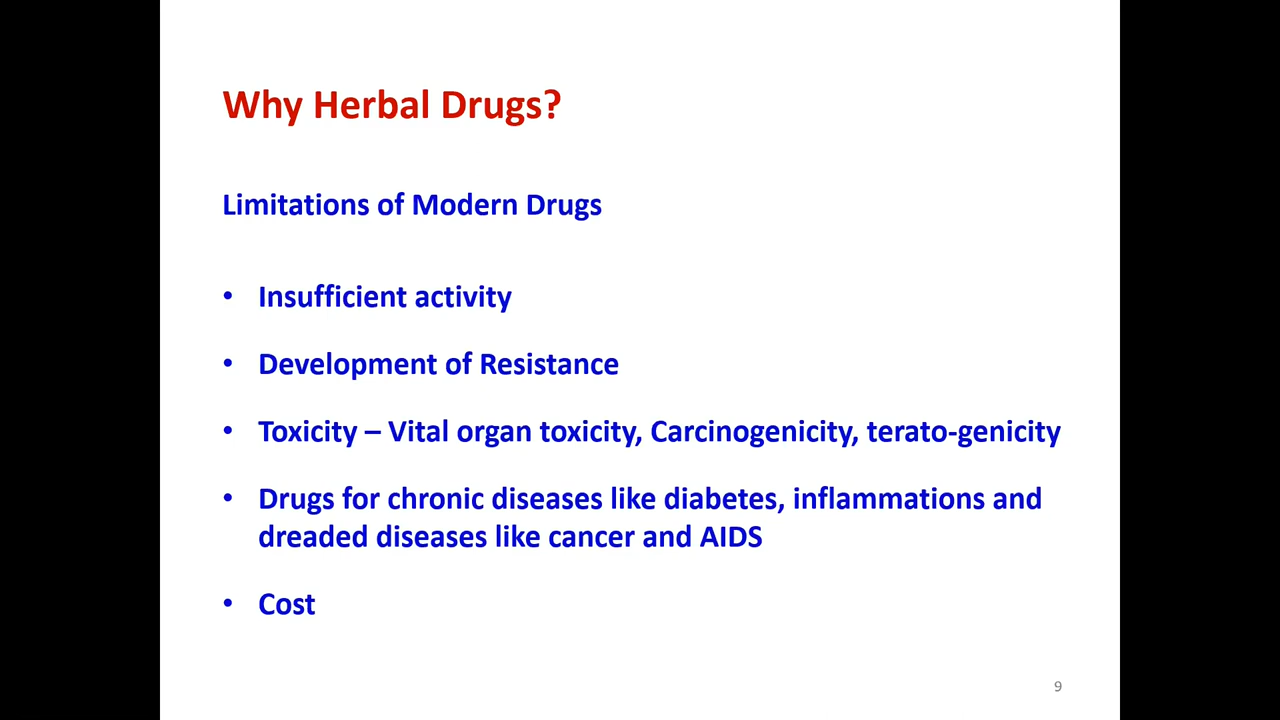 Why Herbal Drugs?
Limitations of Modern Drugs
• Insufficient activity
• Development of Resistance
• Toxicity – Vital organ toxicity, Carcinogenicity, terato-genicity
• Drugs for chronic diseases like diabetes, inflammations and
dreaded diseases like cancer and AIDS
• Cost
9